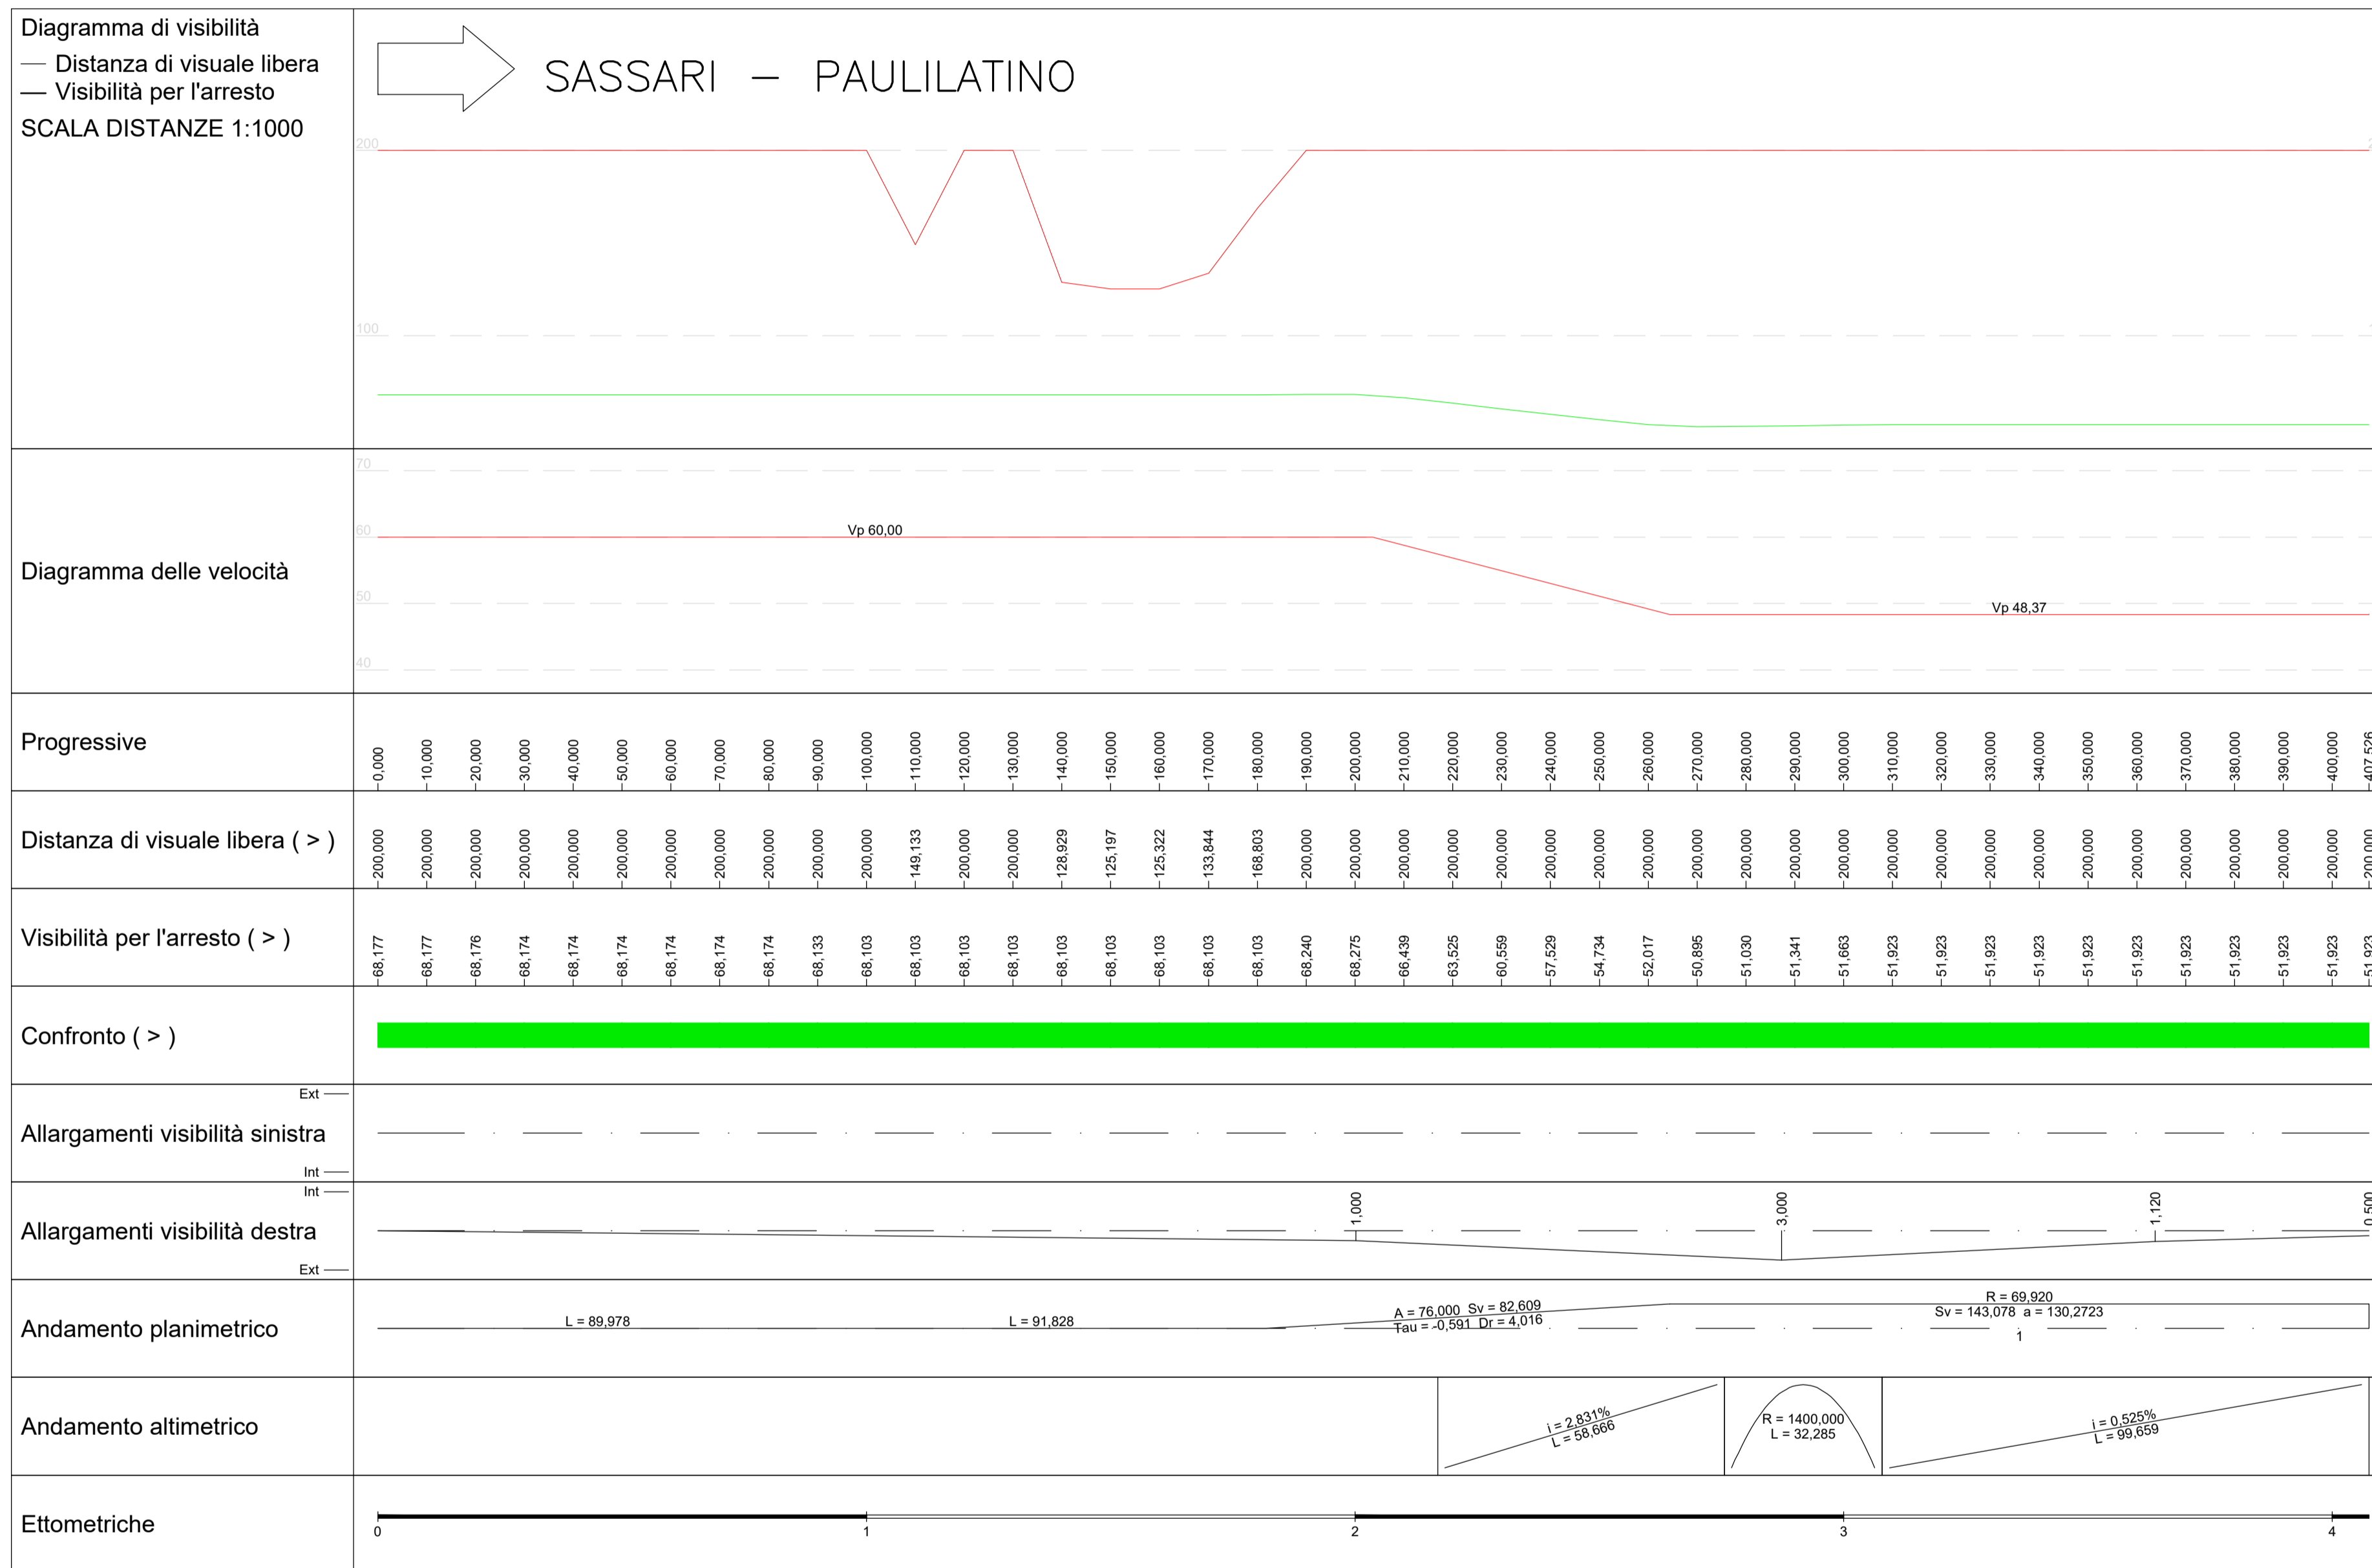 Diagramma di visibilità
Distanza di visuale libera
Visibilità per l'arresto
SCALA DISTANZE 1:1000
SASSARI – PAULILATINO
200
100
Diagramma delle velocità
70
60
50
40
Vp 60,00
Vp 48,37
Progressive
0,000 10,000 20,000 30,000 40,000 50,000 60,000 70,000 80,000 90,000 100,000 110,000 120,000 130,000 140,000 150,000 160,000 170,000 180,000 190,000 200,000 210,000 220,000 230,000 240,000 250,000 260,000 270,000 280,000 290,000 300,000 310,000 320,000 330,000 340,000 350,000 360,000 370,000 380,000 390,000 400,000 407,526
Distanza di visuale libera ( > )
200,000 200,000 200,000 200,000 200,000 200,000 200,000 200,000 200,000 200,000 200,000 149,133 200,000 200,000 128,929 125,197 125,322 133,844 168,803 200,000 200,000 200,000 200,000 200,000 200,000 200,000 200,000 200,000 200,000 200,000 200,000 200,000 200,000 200,000 200,000 200,000 200,000 200,000 200,000 200,000 200,000 200,000
Visibilità per l'arresto ( > )
68,177 68,177 68,176 68,174 68,174 68,174 68,174 68,174 68,174 68,133 68,103 68,103 68,103 68,103 68,103 68,103 68,103 68,103 68,103 68,240 68,275 66,439 63,525 60,559 57,529 54,734 52,017 50,895 51,030 51,341 51,663 51,923 51,923 51,923 51,923 51,923 51,923 51,923 51,923 51,923 51,923 51,923
Confronto ( > )
Ext
Allargamenti visibilità sinistra
Int
Int
Allargamenti visibilità destra
Ext
1,000 3,000 1,120 0,500
Andamento planimetrico
L = 89,978
L = 91,828
A = 76,000 Sv = 82,609
Tau = -0,591 Dr = 4,016
R = 69,920
Sv = 143,078 a = 130,2723
1
Andamento altimetrico
i = 2,831%
L = 58,666
R = 1400,000
L = 32,285
i = 0,525%
L = 99,659
Ettometriche
0 1 2 3 4